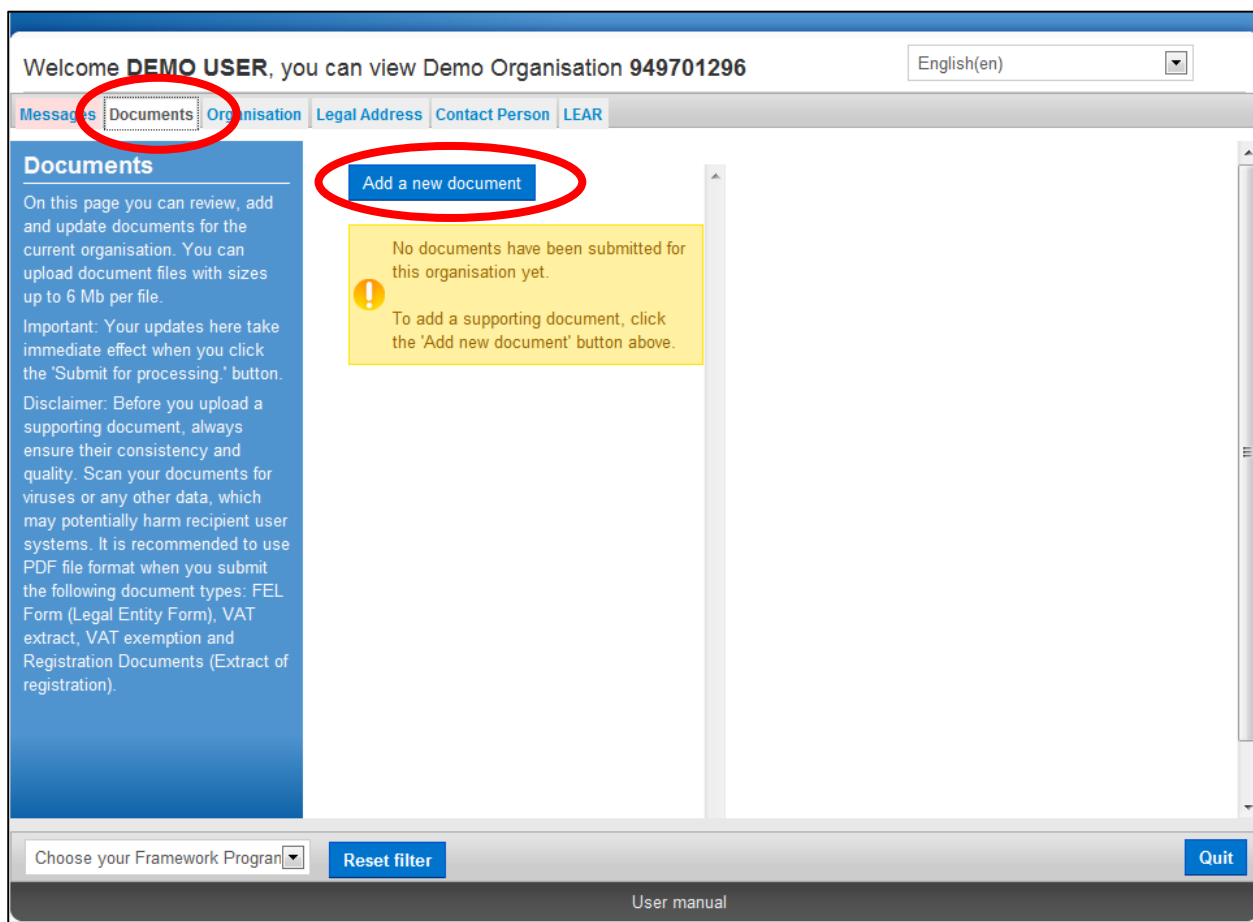 Welcome DEMO USER, you can view Demo Organisation 949701296
English(en)
Messages Documents Organisation Legal Address Contact Person LEAR
Documents
On this page you can review, add
and update documents for the
current organisation. You can
upload document files with sizes
up to 6 Mb per file.
Important: Your updates here take
immediate effect when you click
the 'Submit for processing.' button.
Disclaimer: Before you upload a
supporting document, always
ensure their consistency and
quality. Scan your documents for
viruses or any other data, which
may potentially harm recipient user
systems. It is recommended to use
PDF file format when you submit
the following document types: FEL
Form (Legal Entity Form), VAT
extract, VAT exemption and
Registration Documents (Extract of
registration).
Add a new document
No documents have been submitted for
this organisation yet.
To add a supporting document, click
the 'Add new document' button above.
Choose your Framework Progran
Reset filter
Quit
User manual